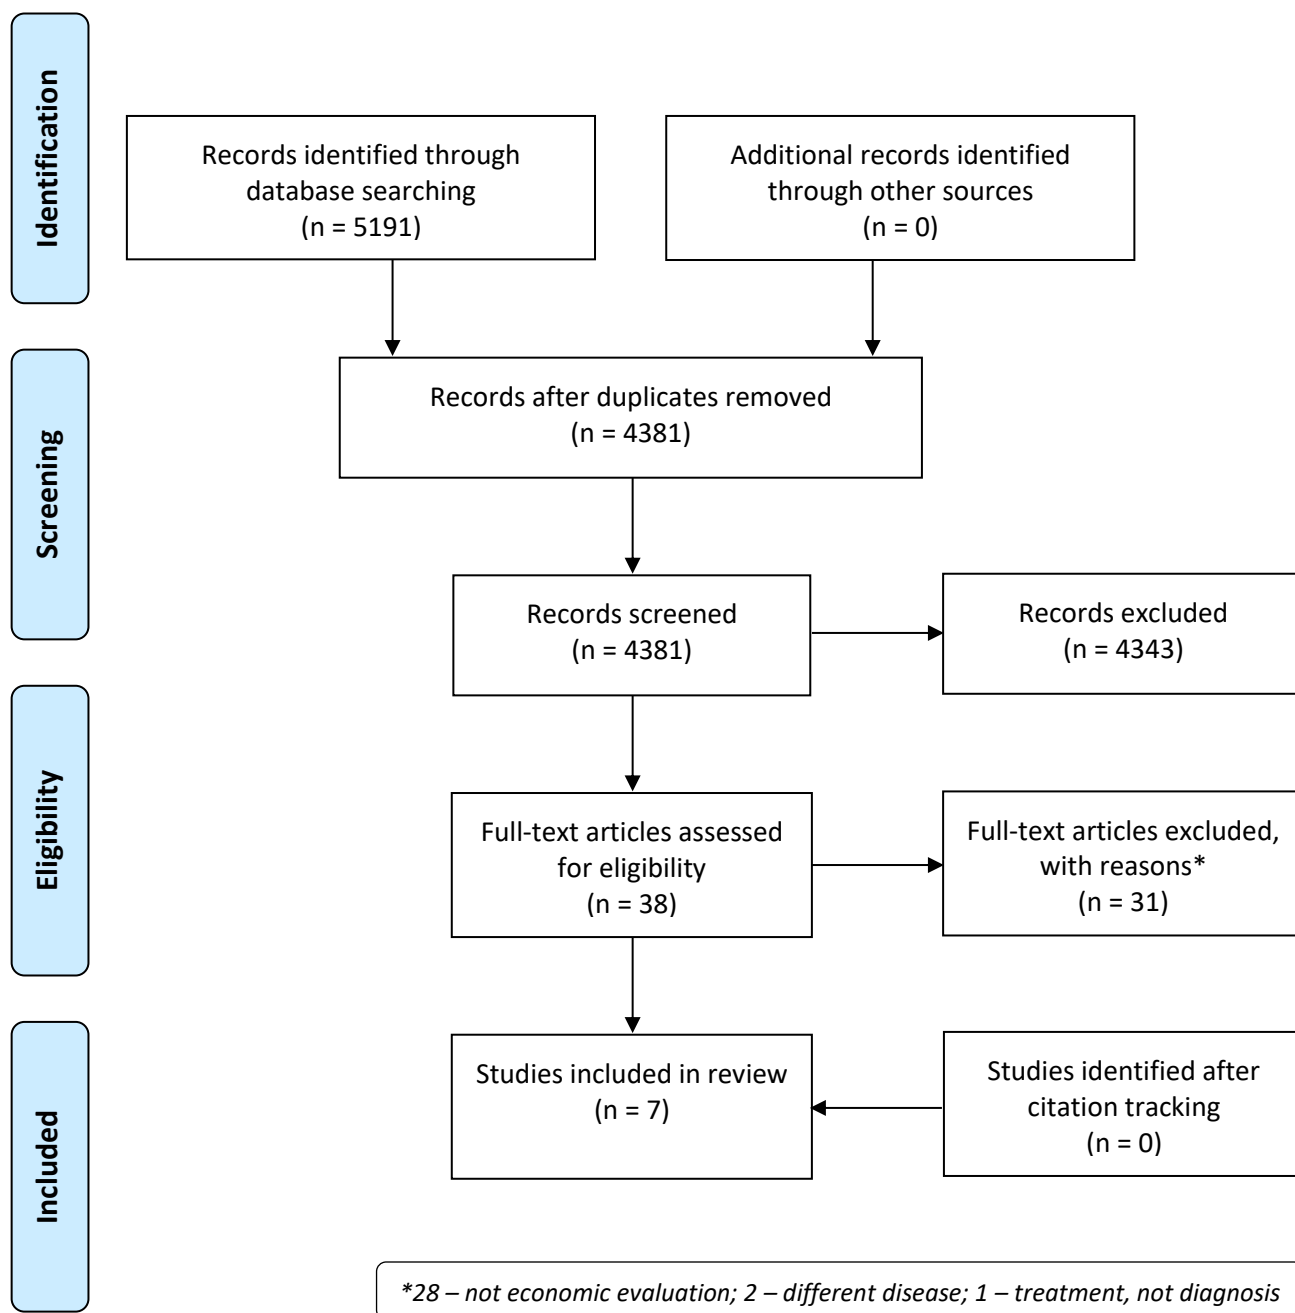 Identification
Records identified through
database searching
(n = 5191)
Additional records identified
through other sources
(n = 0)
Screening
Records after duplicates removed
(n = 4381)
Records screened
(n = 4381)
Records excluded
(n = 4343)
Eligibility
Full-text articles assessed
for eligibility
(n = 38)
Full-text articles excluded,
with reasons*
(n = 31)
Included
Studies included in review
(n = 7)
Studies identified after
citation tracking
(n = 0)
*28 – not economic evaluation; 2 – different disease; 1 – treatment, not diagnosis